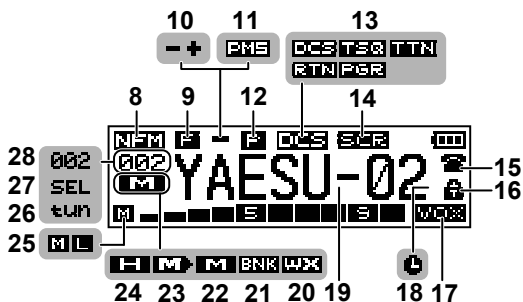 10 11 13
- + PMS DCS TSQ TTN
RTN PGR
8 9 12 14
NFM P - P DCS SCR
28 002 002 YAESU-02 15
27 SEL M 16
26 tun
25 M L M S 9 VOX
H M M BNK WX
24 23 22 21 20 19 18 17